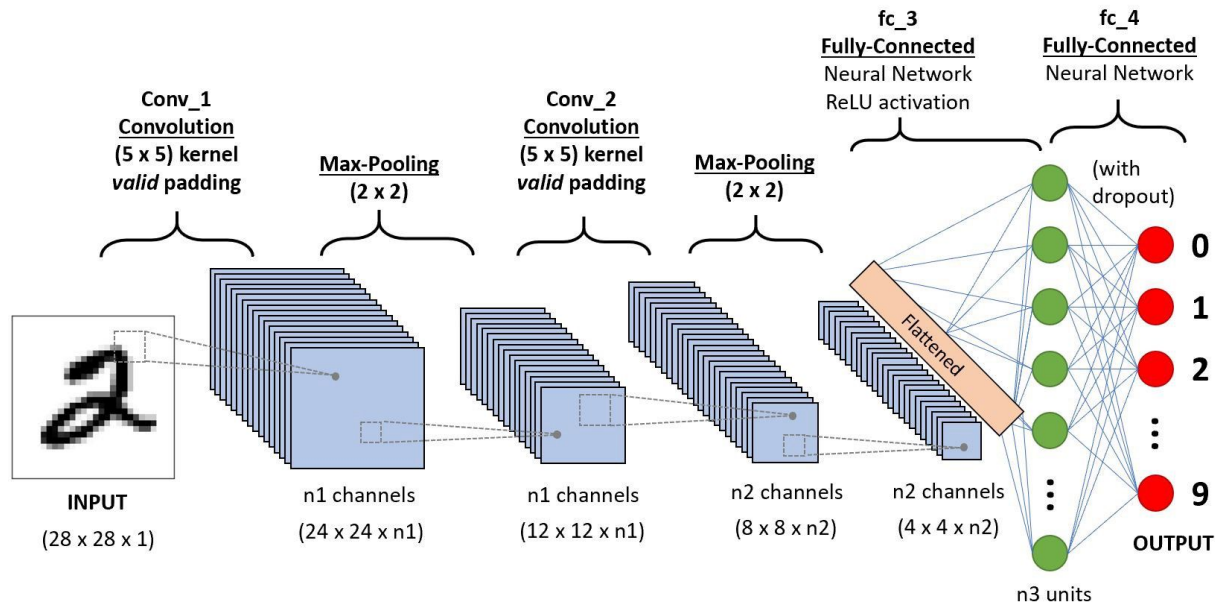 Conv_1
Convolution
(5 x 5) kernel
valid padding
Max-Pooling
(2 x 2)
Conv_2
Convolution
(5 x 5) kernel
valid padding
Max-Pooling
(2 x 2)
fc_3
Fully-Connected
Neural Network
ReLU activation
fc_4
Fully-Connected
Neural Network
(with
dropout)
INPUT
(28 x 28 x 1)
n1 channels
(24 x 24 x n1)
n1 channels
(12 x 12 x n1)
n2 channels
(8 x 8 x n2)
n2 channels
(4 x 4 x n2)
Flattened
n3 units
0
1
2
9
OUTPUT
2